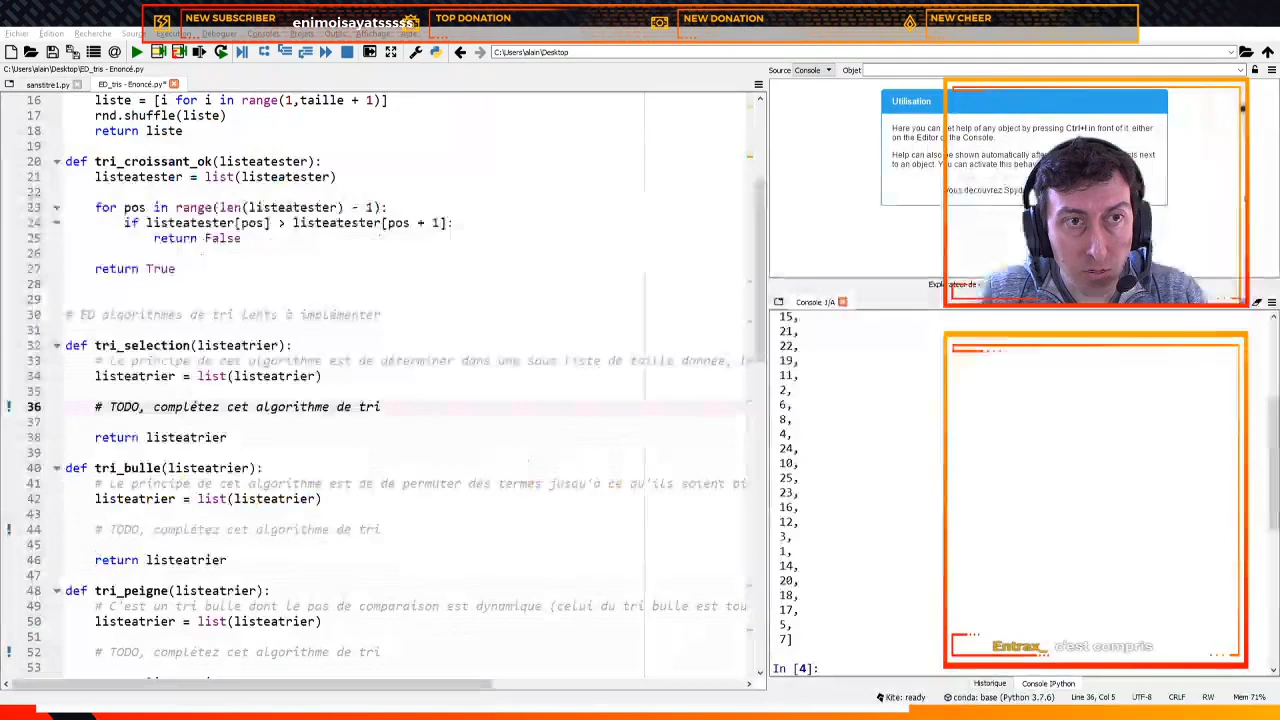 NEW SUBSCRIBER
enimoisayatsssss
TOP DONATION
NEW DONATION
NEW CHEER
Fichier Édition Recherche Source Exécution Déboguer Consoles Projets Outils Affichage Aide
C:\Users\alain\Desktop
C:\Users\alain\Desktop\ED_tris - Enoncé.py
sanstitre1.py
ED_tris - Enoncé.py*
16 liste = [i for i in range(1,taille + 1)]
17 rnd.shuffle(liste)
18 return liste
19
20 def tri_croissant_ok(listeatester):
21 listeatester = list(listeatester)
22
23 for pos in range(len(listeatester) - 1):
24 if listeatester[pos] > listeatester[pos + 1]:
25 return False
26
27 return True
28
29
30 # ED algorithmes de tri lents à implémenter
31
32 def tri_selection(listeatrier):
33 # Le principe de cet algorithme est de déterminer dans une sous liste de taille donnée, l
34 listeatrier = list(listeatrier)
35
36 # TODO, complétez cet algorithme de tri
37
38 return listeatrier
39
40 def tri_bulle(listeatrier):
41 # Le principe de cet algorithme est de de permuter des termes jusqu'à ce qu'ils soient bi
42 listeatrier = list(listeatrier)
43
44 # TODO, complétez cet algorithme de tri
45
46 return listeatrier
47
48 def tri_peigne(listeatrier):
49 # C'est un tri bulle dont le pas de comparaison est dynamique (celui du tri bulle est tou
50 listeatrier = list(listeatrier)
51
52 # TODO, complétez cet algorithme de tri
53
Source Console Objet
Utilisation
Here you can get help of any object by pressing Ctrl+I in front of it, either
on the Editor or the Console.
Help can also be shown automatically after
to an object. You can activate this beha
vous découvrez Spyd
Explorateur de
Console 1/A
15,
21,
22,
19,
11,
2,
6,
8,
4,
24,
10,
25,
23,
16,
12,
3,
1,
14,
20,
18,
17,
5,
7]
In [4]:
Entrax_ c'est compris
Historique Console IPython
Kite: ready conda: base (Python 3.7.6) Line 36, Col 5 UTF-8 CRLF RW Mem 71%